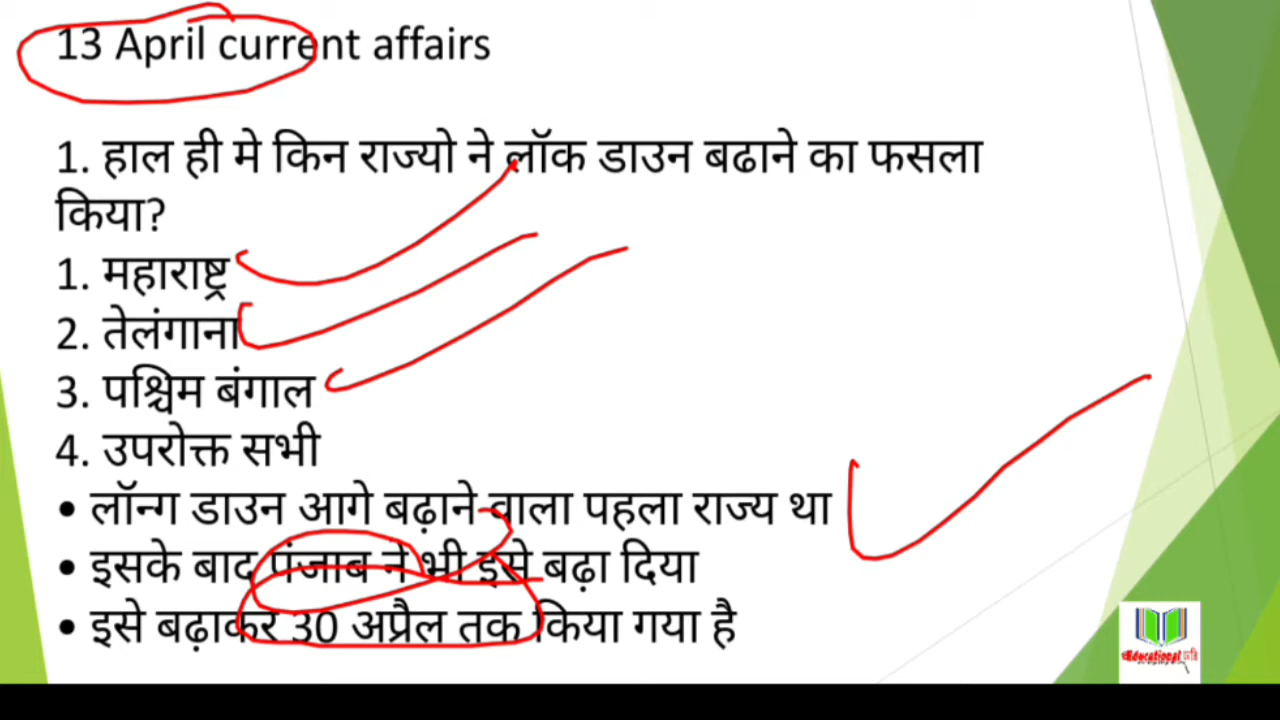 13 April current affairs
1. हाल ही मे किन राज्यो ने लॉक डाउन बढाने का फसला
किया?
1. महाराष्ट्र
2. तेलंगाना
3. पश्चिम बंगाल
4. उपरोक्त सभी
• लॉन्ग डाउन आगे बढ़ाने वाला पहला राज्य था
• इसके बाद पंजाब ने भी इसे बढ़ा दिया
• इसे बढ़ाकर 30 अप्रैल तक किया गया है
Educational